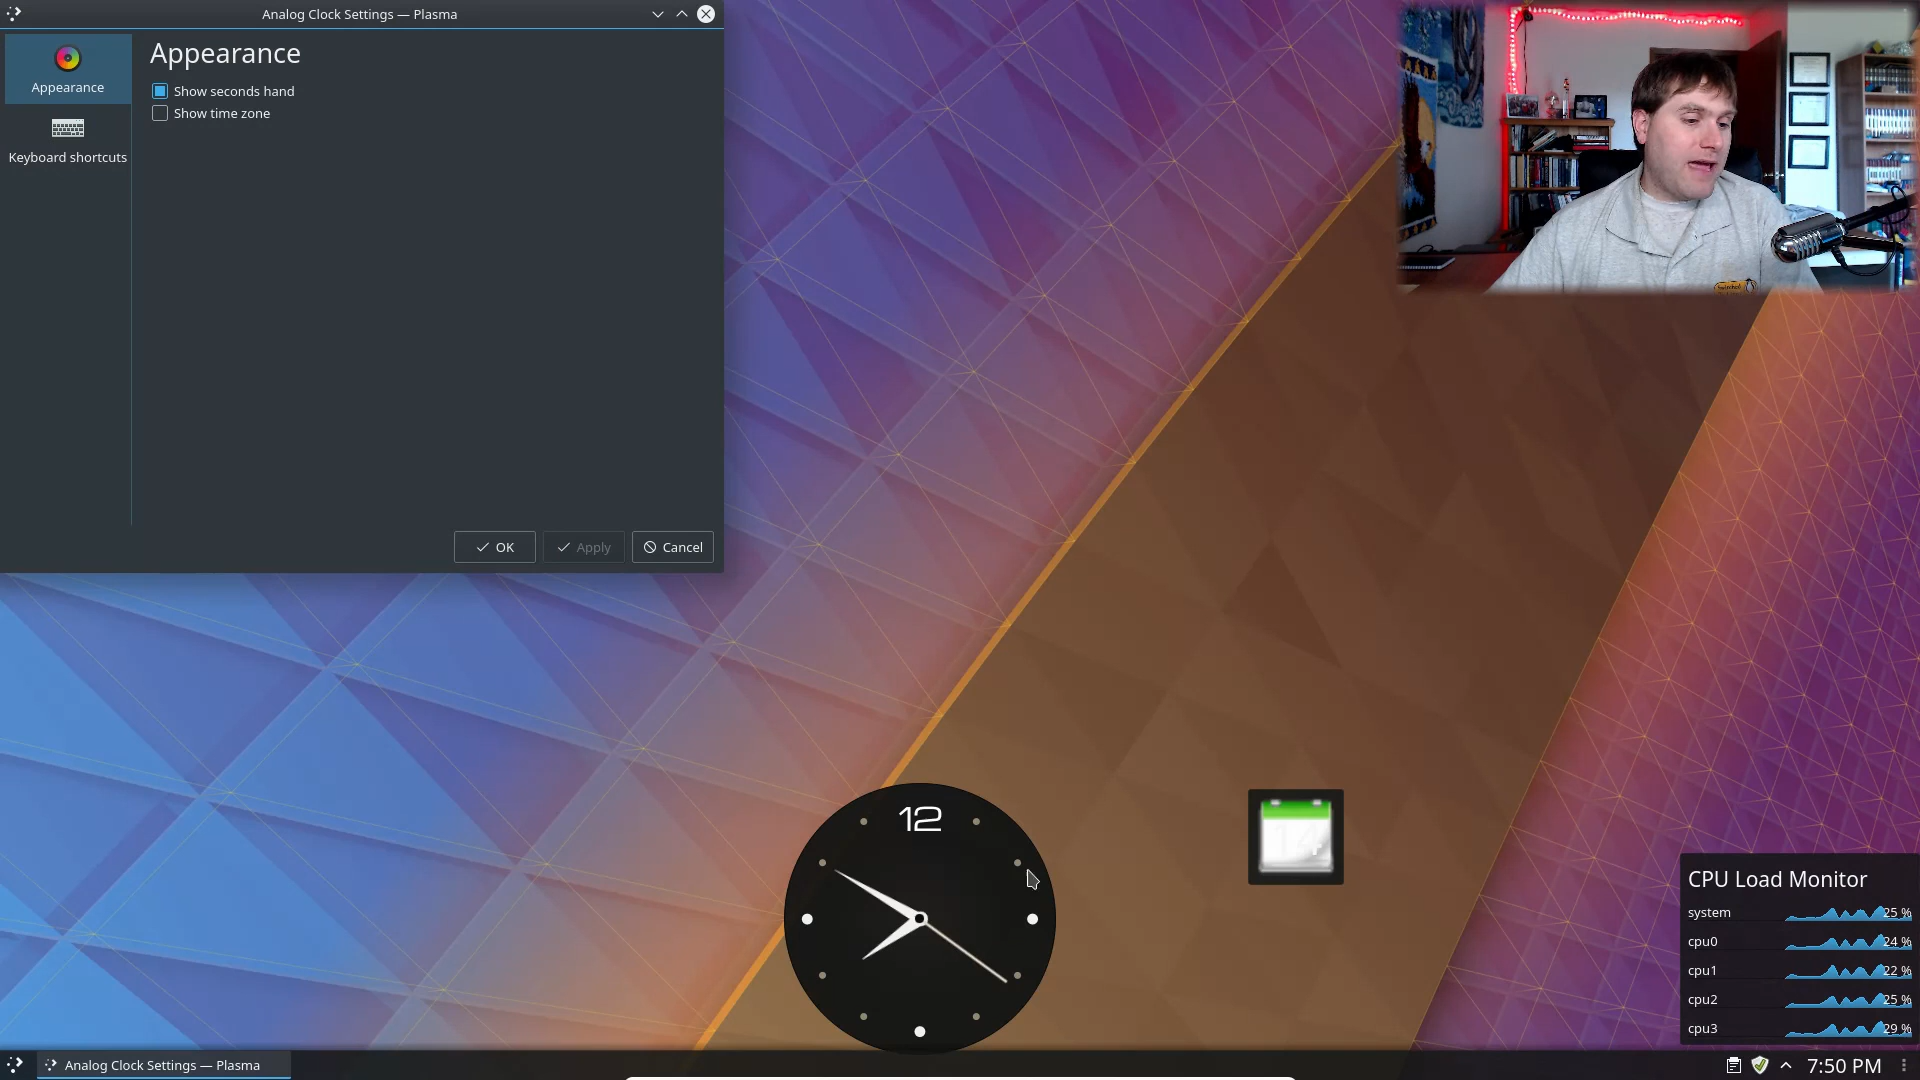 Analog Clock Settings — Plasma
Appearance
Keyboard shortcuts
Appearance
Show seconds hand
Show time zone
OK
Apply
Cancel
12
14
CPU Load Monitor
system 25 %
cpu0 24 %
cpu1 22 %
cpu2 25 %
cpu3 29 %
Analog Clock Settings — Plasma
7:50 PM